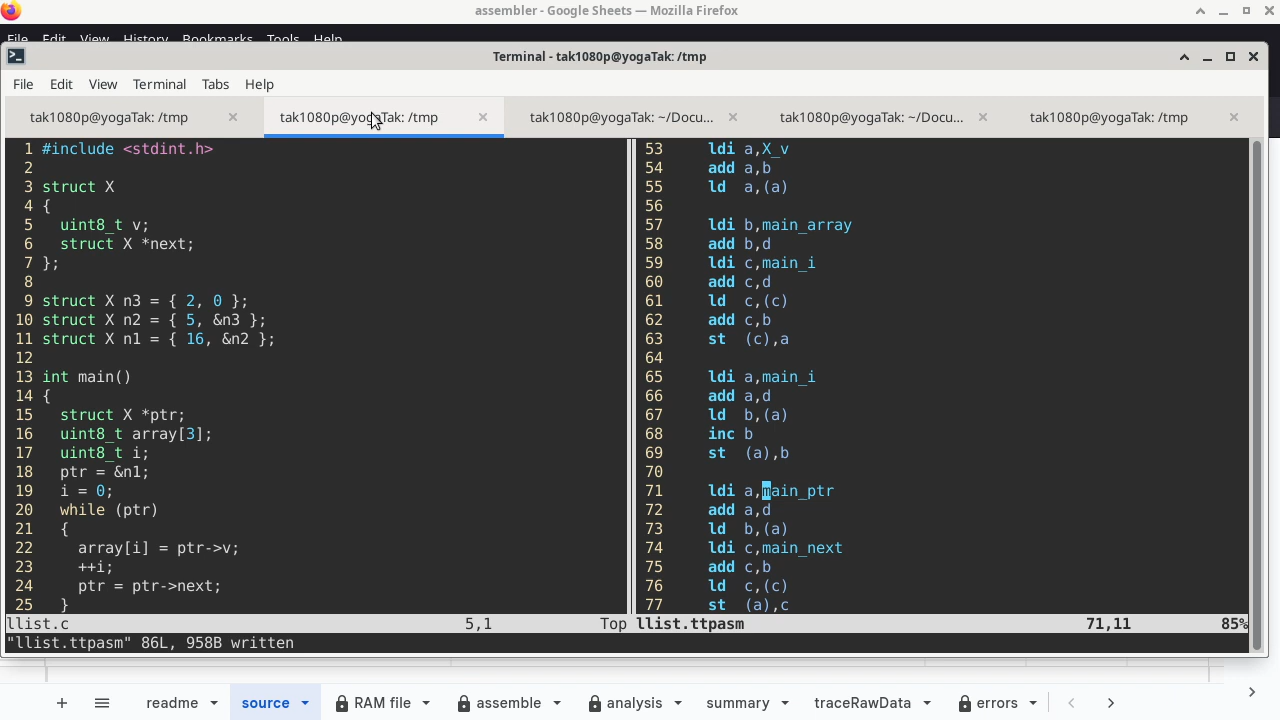 assembler - Google Sheets — Mozilla Firefox
File Edit View History Bookmarks Tools Help
Terminal - tak1080p@yogaTak: /tmp
File Edit View Terminal Tabs Help
tak1080p@yogaTak: /tmp tak1080p@yogaTak: /tmp tak1080p@yogaTak: ~/Docu... tak1080p@yogaTak: ~/Docu... tak1080p@yogaTak: /tmp
1 #include <stdint.h>
2
3 struct X
4 {
5   uint8_t v;
6   struct X *next;
7 };
8
9 struct X n3 = { 2, 0 };
10 struct X n2 = { 5, &n3 };
11 struct X n1 = { 16, &n2 };
12
13 int main()
14 {
15   struct X *ptr;
16   uint8_t array[3];
17   uint8_t i;
18   ptr = &n1;
19   i = 0;
20   while (ptr)
21   {
22     array[i] = ptr->v;
23     ++i;
24     ptr = ptr->next;
25   }
llist.c 5,1 Top
53 ldi a,X_v
54 add a,b
55 ld  a,(a)
56
57 ldi b,main_array
58 add b,d
59 ldi c,main_i
60 add c,d
61 ld  c,(c)
62 add c,b
63 st  (c),a
64
65 ldi a,main_i
66 add a,d
67 ld  b,(a)
68 inc b
69 st  (a),b
70
71 ldi a,main_ptr
72 add a,d
73 ld  b,(a)
74 ldi c,main_next
75 add c,b
76 ld  c,(c)
77 st  (a),c
llist.ttpasm 71,11 85%
"llist.ttpasm" 86L, 958B written
readme source RAM file assemble analysis summary traceRawData errors